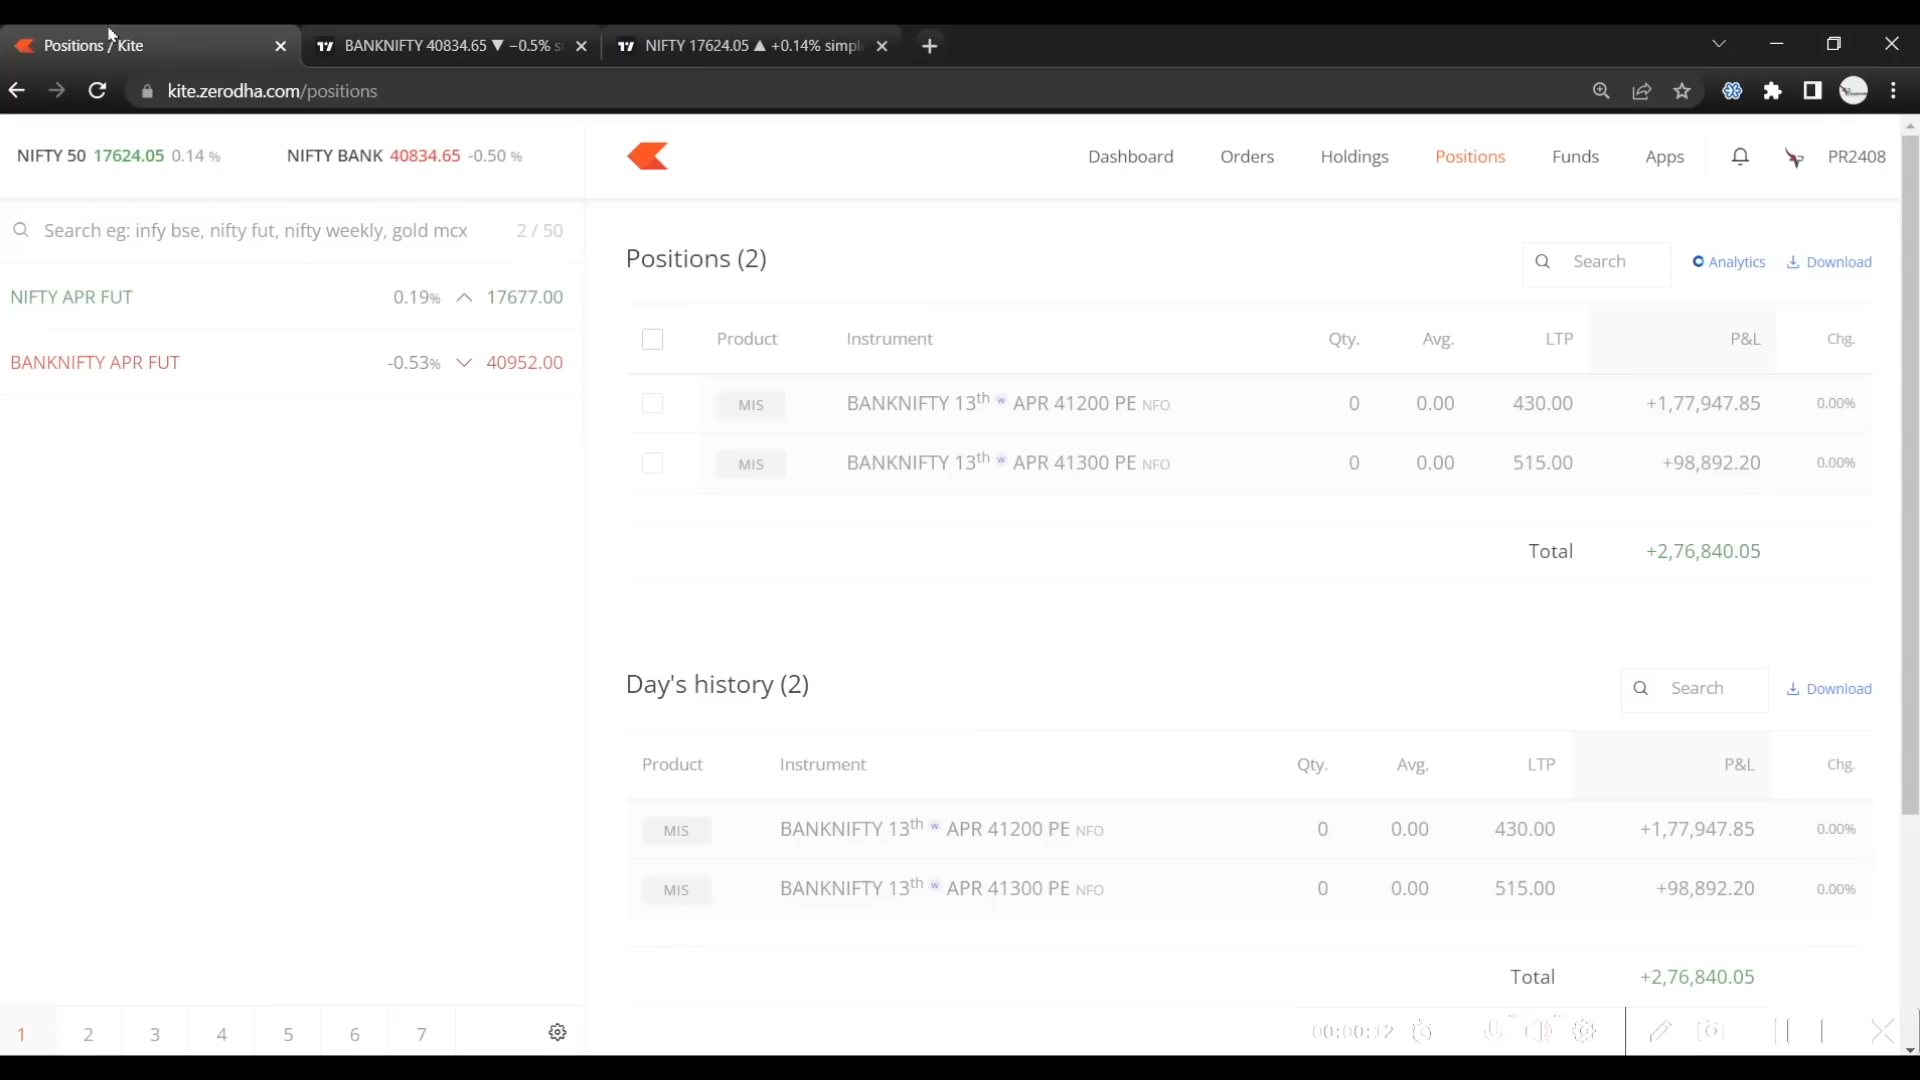 Positions / Kite
BANKNIFTY 40834.65 ▼ −0.5% si
NIFTY 17624.05 ▲ +0.14% simpl
kite.zerodha.com/positions
NIFTY 50 17624.05 0.14 %
NIFTY BANK 40834.65 -0.50 %
Dashboard
Orders
Holdings
Positions
Funds
Apps
PR2408
Search eg: infy bse, nifty fut, nifty weekly, gold mcx
2 / 50
NIFTY APR FUT 0.19% 17677.00
BANKNIFTY APR FUT -0.53% 40952.00
Positions (2)
Search
Analytics
Download
Product Instrument Qty. Avg. LTP P&L Chg.
MIS BANKNIFTY 13th w APR 41200 PE NFO 0 0.00 430.00 +1,77,947.85 0.00%
MIS BANKNIFTY 13th w APR 41300 PE NFO 0 0.00 515.00 +98,892.20 0.00%
Total +2,76,840.05
Day's history (2)
Search
Download
Product Instrument Qty. Avg. LTP P&L Chg.
MIS BANKNIFTY 13th w APR 41200 PE NFO 0 0.00 430.00 +1,77,947.85 0.00%
MIS BANKNIFTY 13th w APR 41300 PE NFO 0 0.00 515.00 +98,892.20 0.00%
Total +2,76,840.05
1 2 3 4 5 6 7
00:00:12